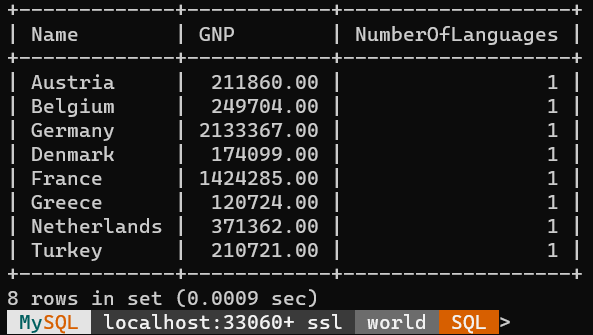 +-------------+------------+-------------------+
| Name        | GNP        | NumberOfLanguages |
+-------------+------------+-------------------+
| Austria     |  211860.00 |                 1 |
| Belgium     |  249704.00 |                 1 |
| Germany     | 2133367.00 |                 1 |
| Denmark     |  174099.00 |                 1 |
| France      | 1424285.00 |                 1 |
| Greece      |  120724.00 |                 1 |
| Netherlands |  371362.00 |                 1 |
| Turkey      |  210721.00 |                 1 |
+-------------+------------+-------------------+
8 rows in set (0.0009 sec)
MySQL localhost:33060+ ssl world SQL>